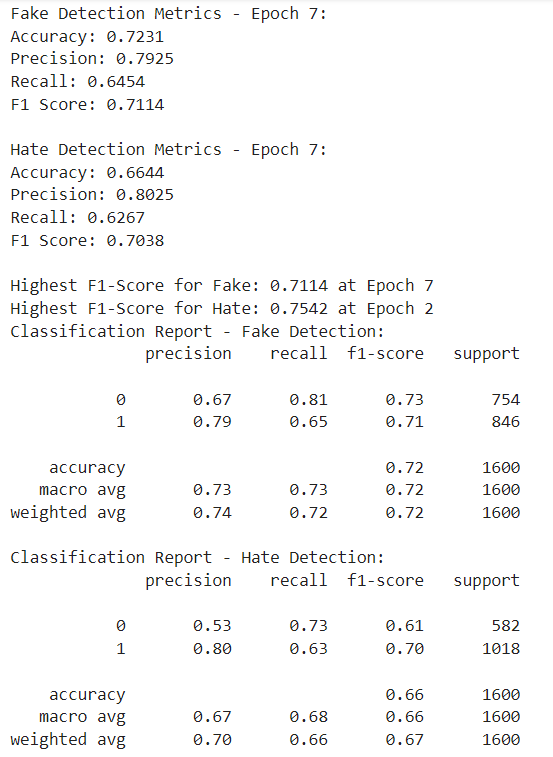 Fake Detection Metrics - Epoch 7:
Accuracy: 0.7231
Precision: 0.7925
Recall: 0.6454
F1 Score: 0.7114

Hate Detection Metrics - Epoch 7:
Accuracy: 0.6644
Precision: 0.8025
Recall: 0.6267
F1 Score: 0.7038

Highest F1-Score for Fake: 0.7114 at Epoch 7
Highest F1-Score for Hate: 0.7542 at Epoch 2
Classification Report - Fake Detection:
              precision    recall  f1-score   support

           0       0.67      0.81      0.73       754
           1       0.79      0.65      0.71       846

    accuracy                           0.72      1600
   macro avg       0.73      0.73      0.72      1600
weighted avg       0.74      0.72      0.72      1600

Classification Report - Hate Detection:
              precision    recall  f1-score   support

           0       0.53      0.73      0.61       582
           1       0.80      0.63      0.70      1018

    accuracy                           0.66      1600
   macro avg       0.67      0.68      0.66      1600
weighted avg       0.70      0.66      0.67      1600